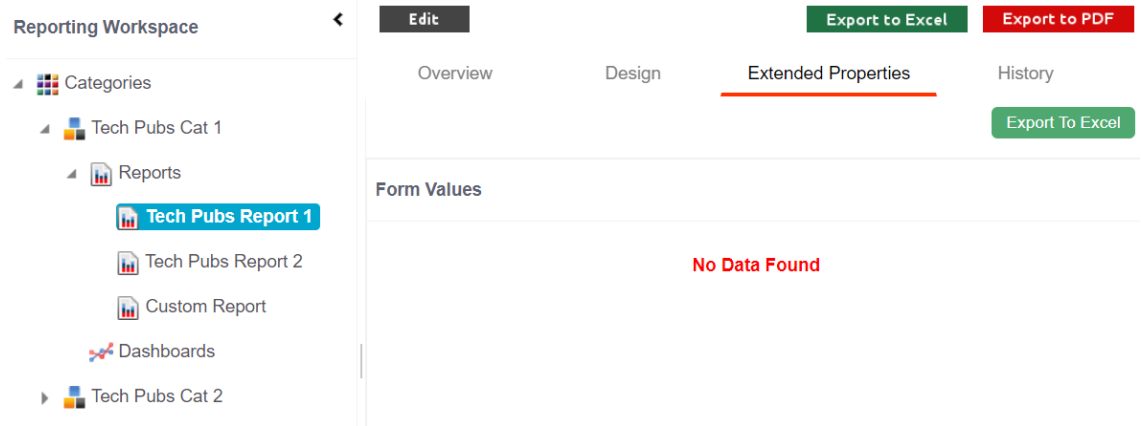 Reporting Workspace
Categories
Tech Pubs Cat 1
Reports
Tech Pubs Report 1
Tech Pubs Report 2
Custom Report
Dashboards
Tech Pubs Cat 2
Edit
Export to Excel
Export to PDF
Overview
Design
Extended Properties
History
Export To Excel
Form Values
No Data Found